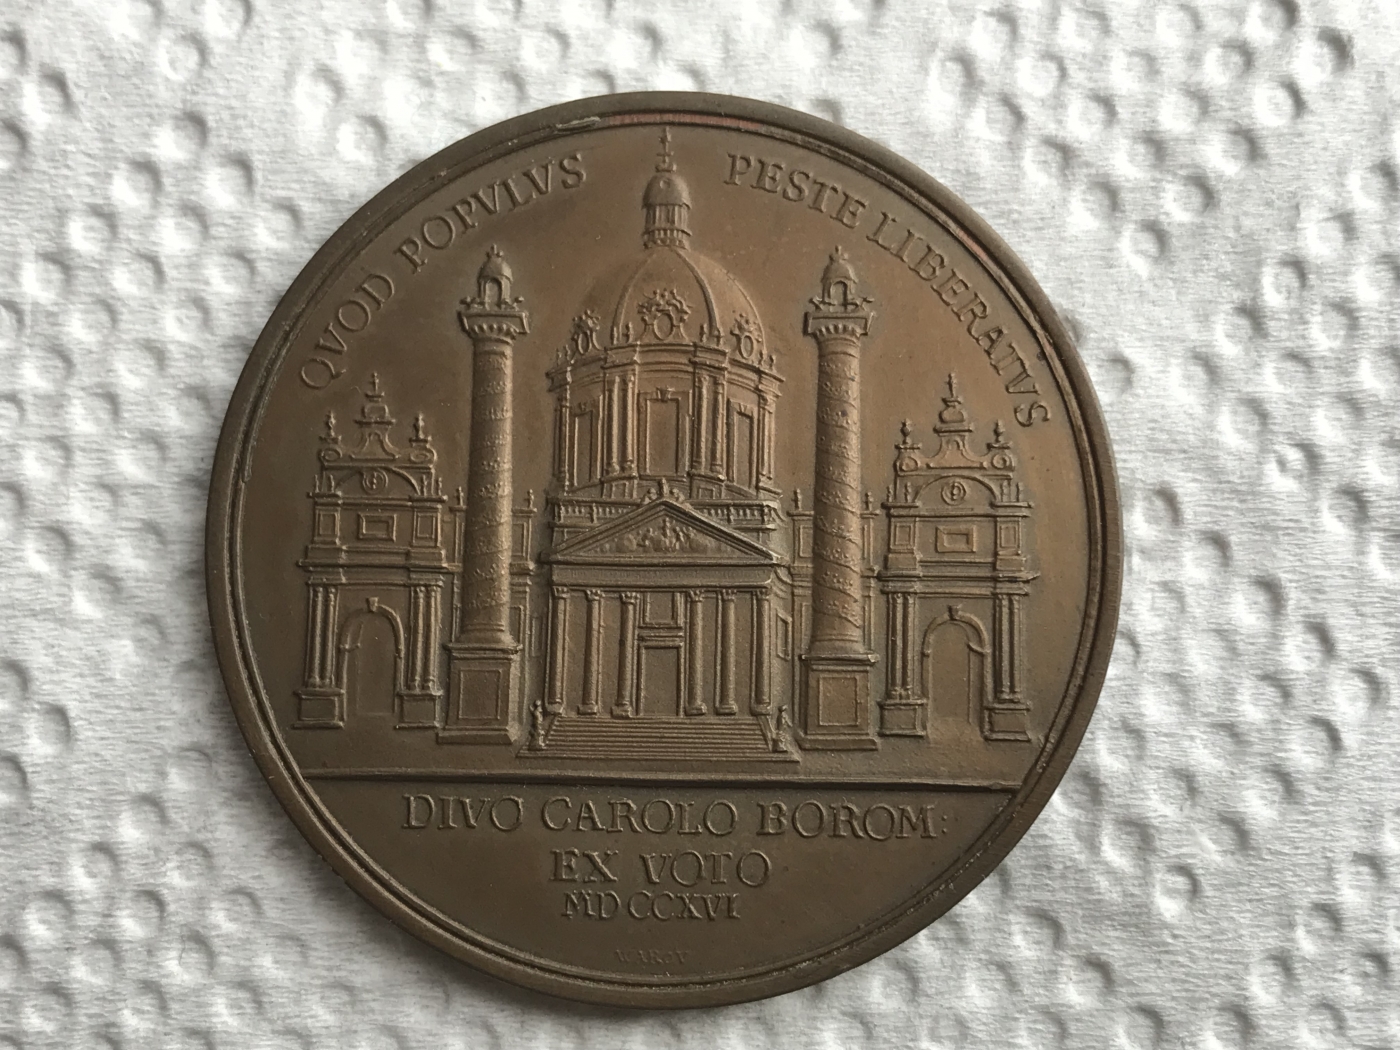 QVOD POPVLVS PESTE LIBERATVS
DIVO CAROLO BOROM:
EX VOTO
MDCCXVI